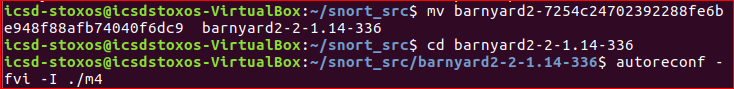 icsd-stoxos@icsdstoxos-VirtualBox:~/snort_src$ mv barnyard2-7254c24702392288fe6b
e948f88afb74040f6dc9  barnyard2-2-1.14-336
icsd-stoxos@icsdstoxos-VirtualBox:~/snort_src$ cd barnyard2-2-1.14-336
icsd-stoxos@icsdstoxos-VirtualBox:~/snort_src/barnyard2-2-1.14-336$ autoreconf -
fvi -I ./m4